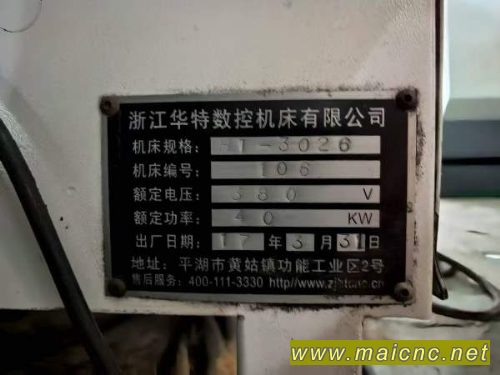 浙江华特数控机床有限公司
机床规格: HT-3026
机床编号: 106
额定电压: 380 V
额定功率: 40 KW
出厂日期: 17 年 3 月 31 日
地址: 平湖市黄姑镇功能工业区2号
售后服务: 400-111-3330
www.maicnc.net